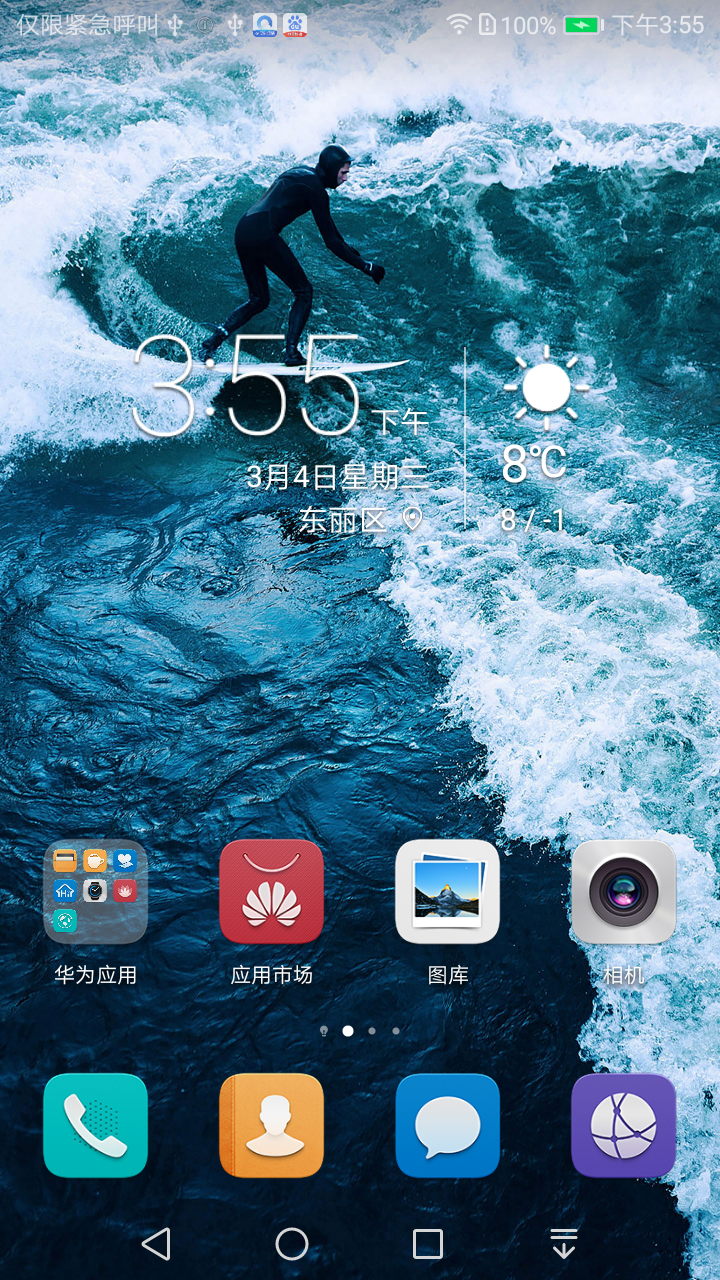 仅限紧急呼叫 100% 下午3:55
3:55 下午
3月4日星期三
东丽区
8℃
8 / -1
华为应用 应用市场 图库 相机